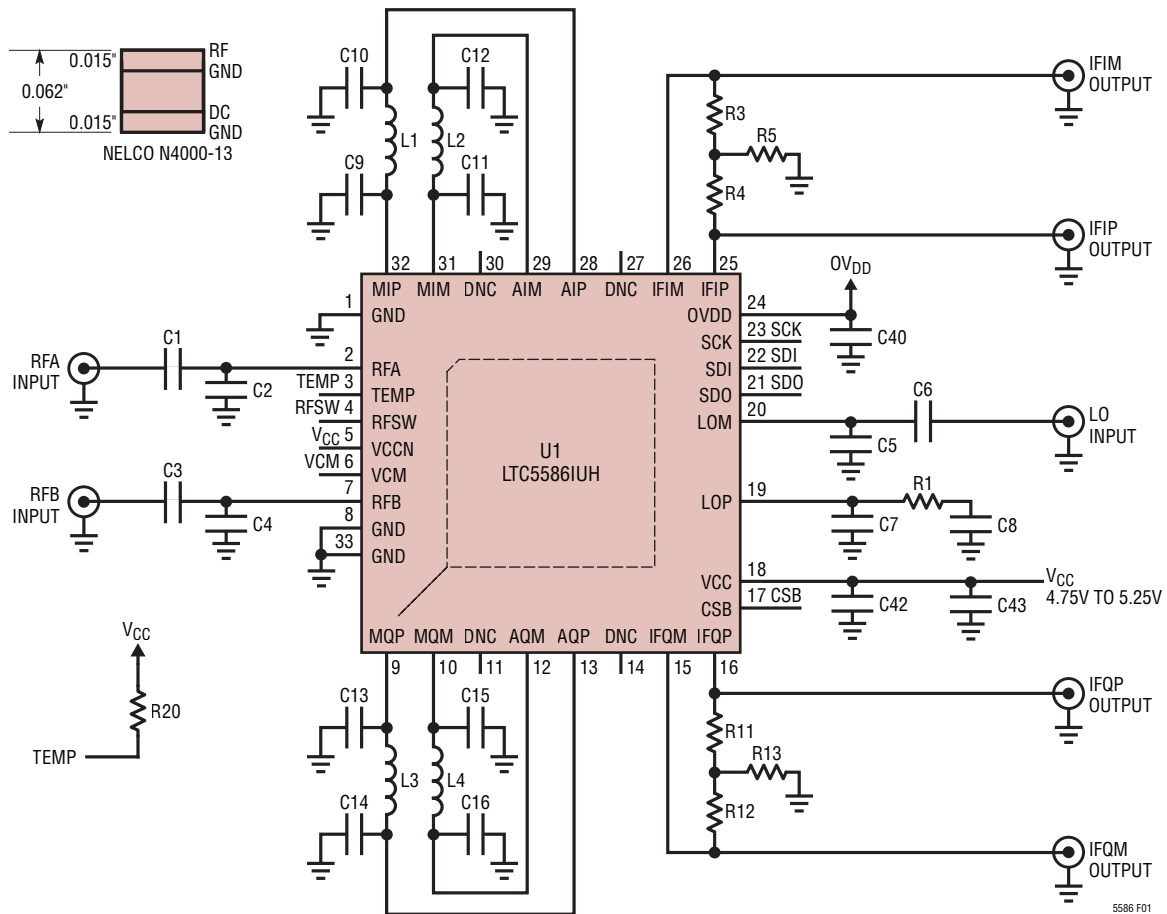 RF
0.015"
GND
0.062"
DC
0.015"
GND
NELCO N4000-13
C10
C12
L1
L2
C9
C11
IFIM
OUTPUT
R3
R5
R4
IFIP
OUTPUT
32
31
30
29
28
27
26
25
MIP
MIM
DNC
AIM
AIP
DNC
IFIM
IFIP
OVDD
1
GND
24
OVDD
C40
23 SCK
SCK
22 SDI
SDI
21 SDO
SDO
C1
RFA
INPUT
2
RFA
C2
TEMP 3
TEMP
RFSW 4
RFSW
VCC 5
VCCN
VCM 6
VCM
20
LOM
C6
C5
LO
INPUT
U1
LTC5586IUH
C3
RFB
INPUT
7
RFB
C4
8
GND
33
GND
19
LOP
R1
C7
C8
18
VCC
VCC
4.75V TO 5.25V
17 CSB
CSB
C42
C43
MQP
MQM
DNC
AQM
AQP
DNC
IFQM
IFQP
9
10
11
12
13
14
15
16
VCC
R20
TEMP
C13
C15
L3
L4
C14
C16
IFQP
OUTPUT
R11
R13
R12
IFQM
OUTPUT
5586 F01